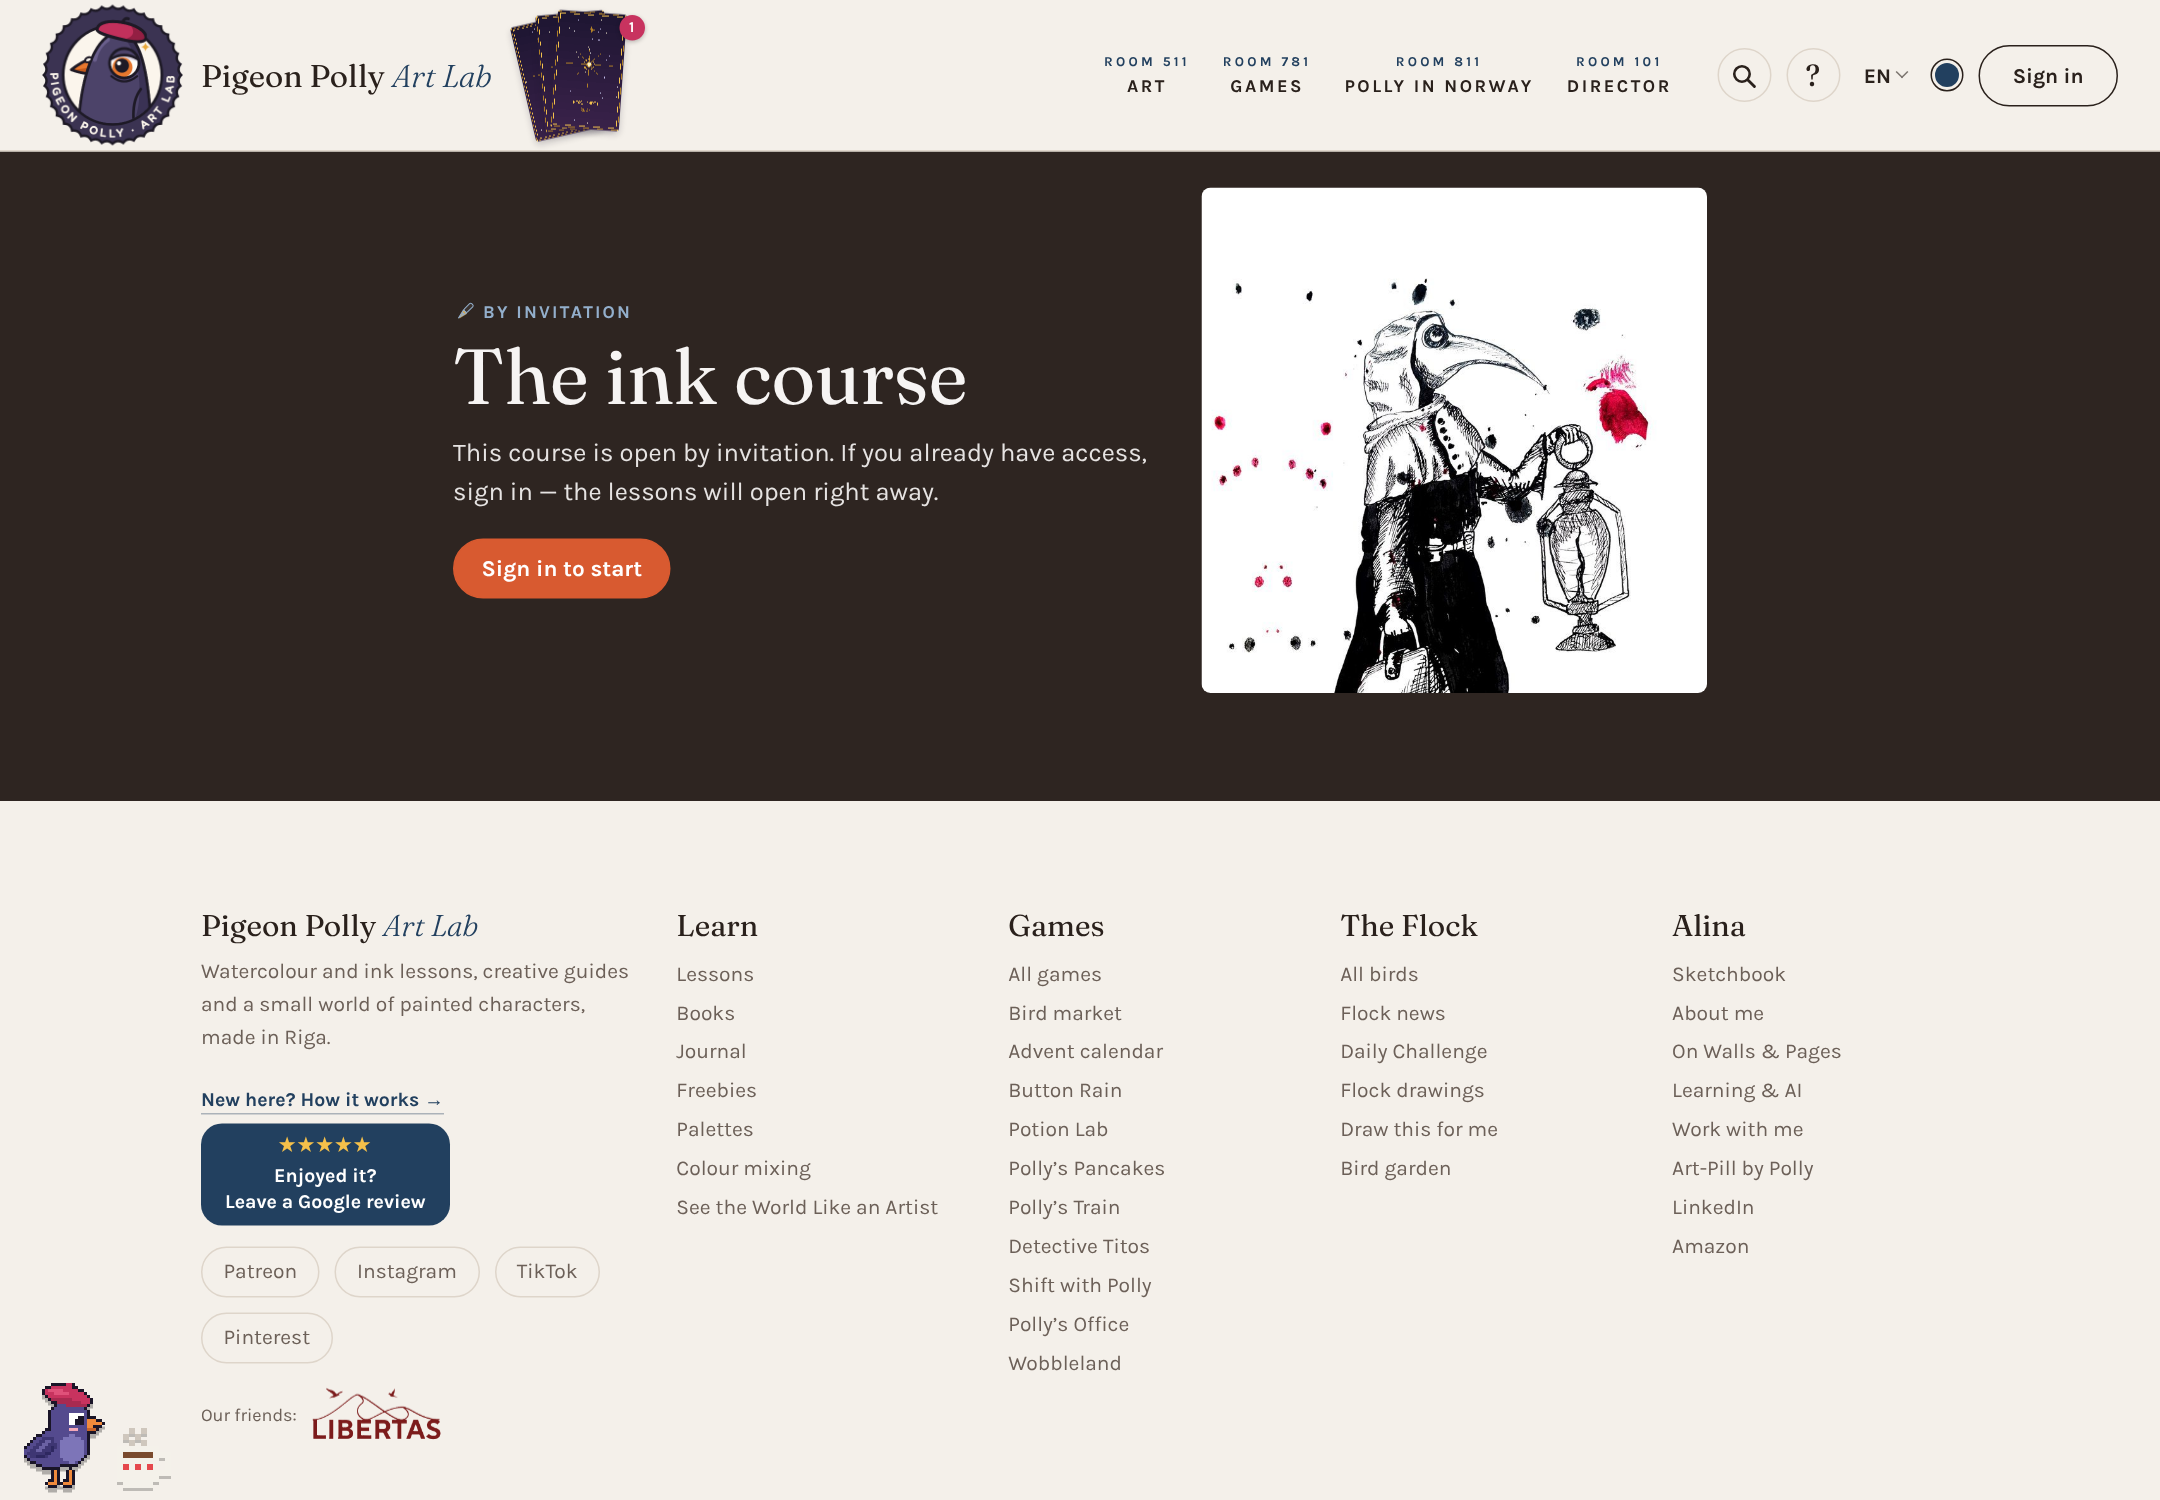 PIGEON POLLY · ART LAB
Pigeon Polly Art Lab
1
ROOM 511
ART
ROOM 781
GAMES
ROOM 811
POLLY IN NORWAY
ROOM 101
DIRECTOR
?
EN
Sign in
BY INVITATION
The ink course
This course is open by invitation. If you already have access,
sign in — the lessons will open right away.
Sign in to start
Pigeon Polly Art Lab
Watercolour and ink lessons, creative guides
and a small world of painted characters,
made in Riga.
New here? How it works →
★★★★★
Enjoyed it?
Leave a Google review
Patreon
Instagram
TikTok
Pinterest
Our friends:
LIBERTAS
Learn
Lessons
Books
Journal
Freebies
Palettes
Colour mixing
See the World Like an Artist
Games
All games
Bird market
Advent calendar
Button Rain
Potion Lab
Polly’s Pancakes
Polly’s Train
Detective Titos
Shift with Polly
Polly’s Office
Wobbleland
The Flock
All birds
Flock news
Daily Challenge
Flock drawings
Draw this for me
Bird garden
Alina
Sketchbook
About me
On Walls & Pages
Learning & AI
Work with me
Art-Pill by Polly
LinkedIn
Amazon